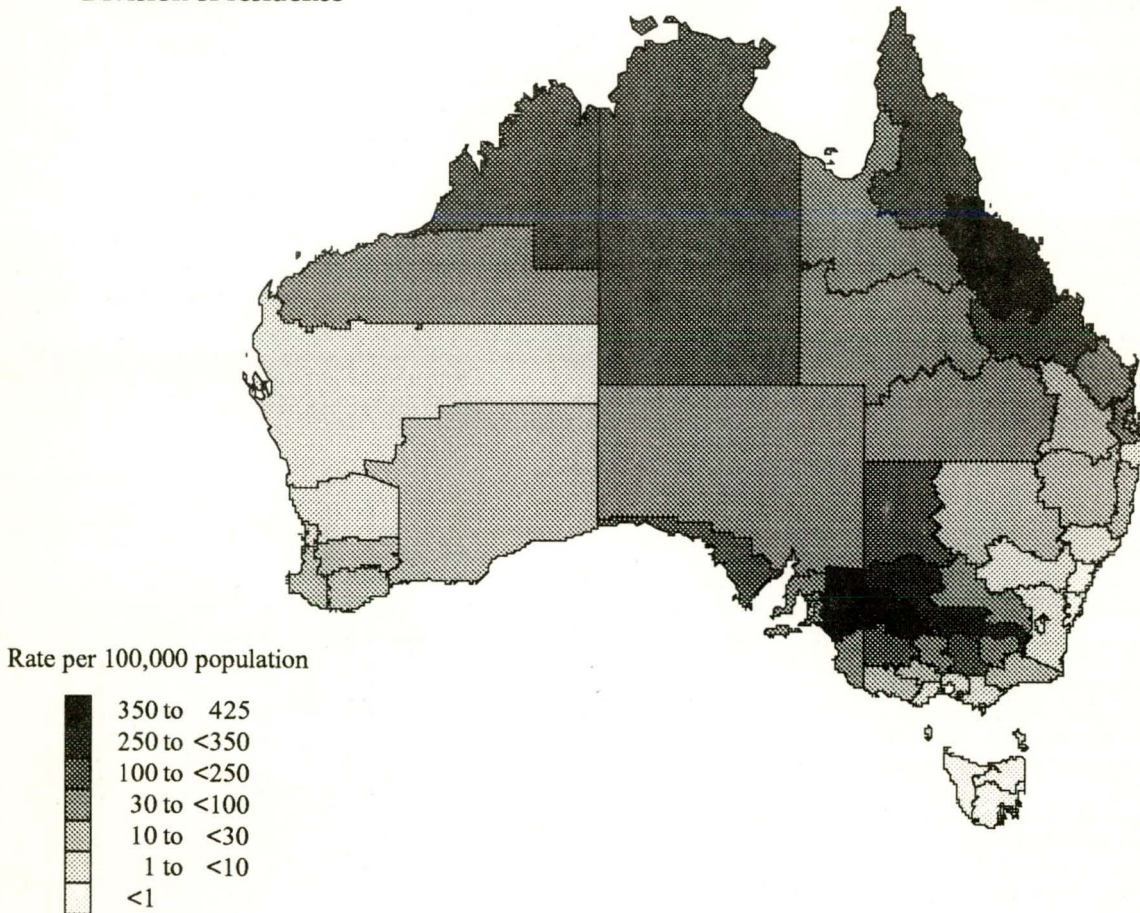 Rate per 100,000 population
350 to 425
250 to <350
100 to <250
30 to <100
10 to <30
1 to <10
<1